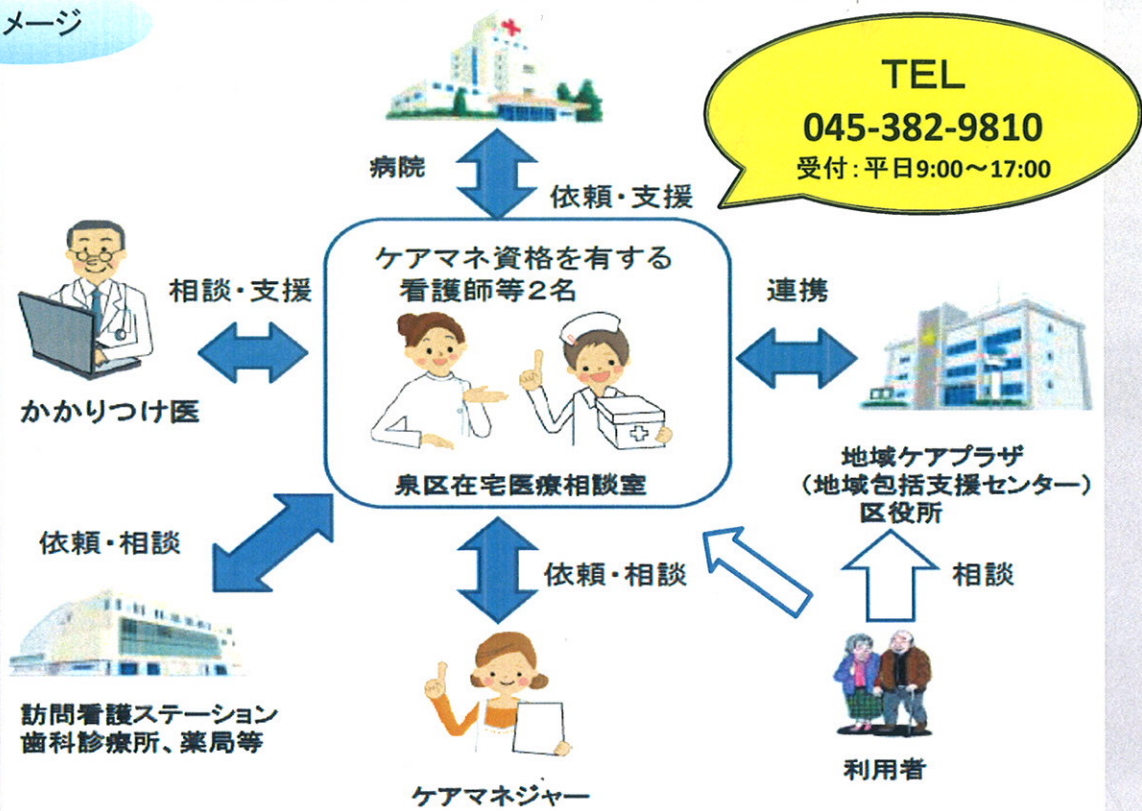 メージ
TEL
045-382-9810
受付:平日9:00～17:00
病院
依頼・支援
ケアマネ資格を有する
看護師等2名
相談・支援
連携
かかりつけ医
泉区在宅医療相談室
地域ケアプラザ
(地域包括支援センター)
区役所
依頼・相談
依頼・相談
相談
訪問看護ステーション
歯科診療所、薬局等
ケアマネジャー
利用者